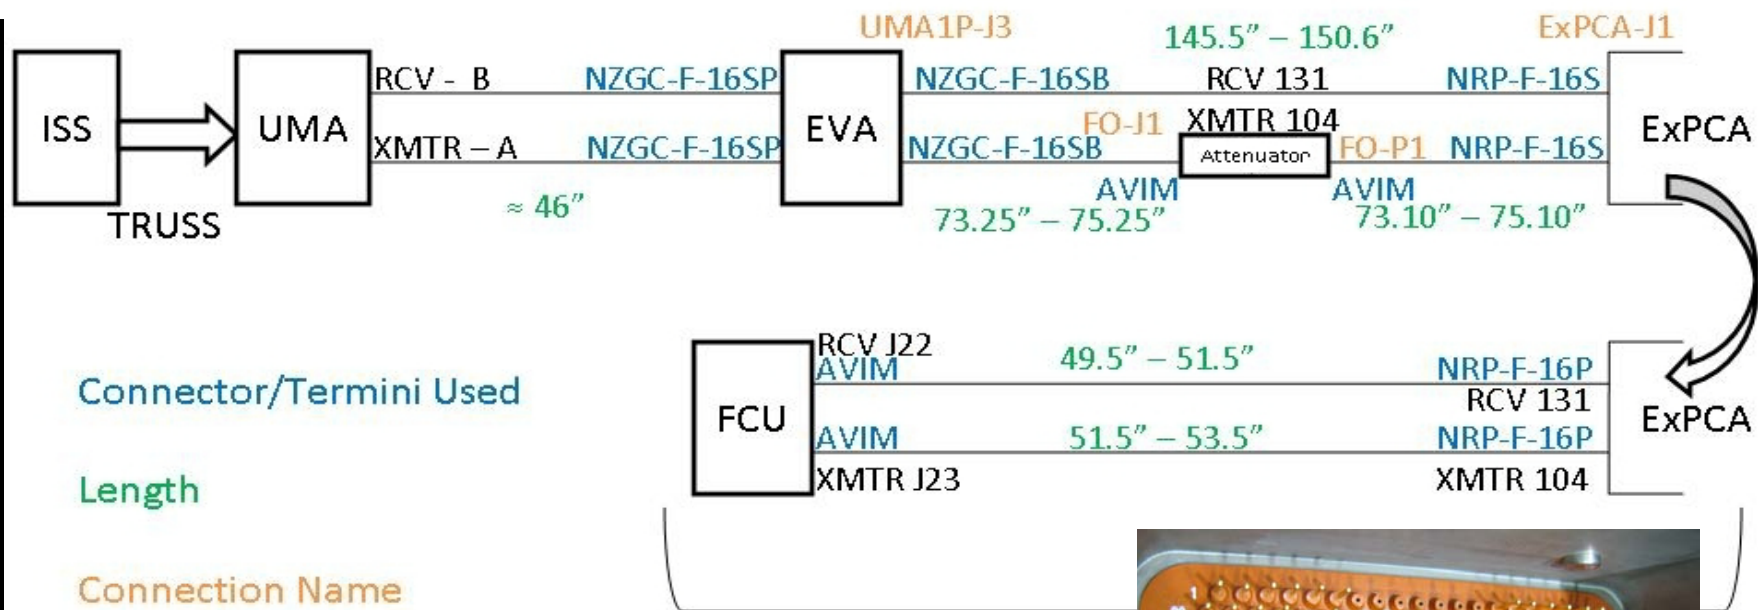 UMA1P-J3
145.5” – 150.6”
ExPCA-J1
RCV - B
NZGC-F-16SP
NZGC-F-16SB
RCV 131
NRP-F-16S
ISS
UMA
EVA
FO-J1
XMTR 104
ExPCA
XMTR – A
NZGC-F-16SP
NZGC-F-16SB
Attenuator
FO-P1
NRP-F-16S
AVIM
AVIM
TRUSS
≈ 46”
73.25” – 75.25”
73.10” – 75.10”
RCV J22
49.5” – 51.5”
AVIM
NRP-F-16P
Connector/Termini Used
RCV 131
FCU
ExPCA
AVIM
51.5” – 53.5”
NRP-F-16P
XMTR J23
XMTR 104
Length
Connection Name
1